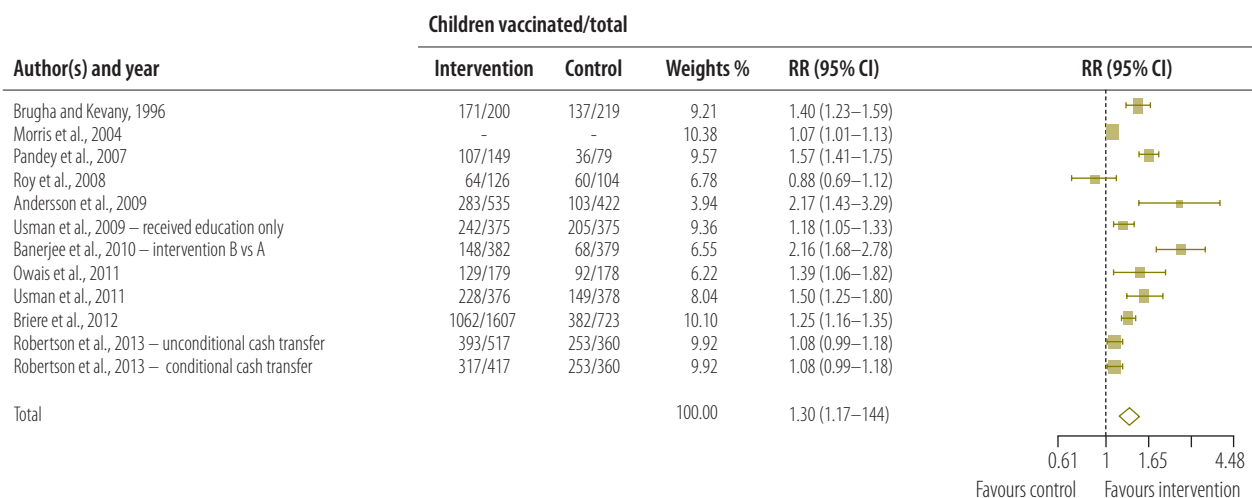 Children vaccinated/total
Author(s) and year Intervention Control Weights % RR (95% CI) RR (95% CI)
Brugha and Kevany, 1996 171/200 137/219 9.21 1.40 (1.23–1.59)
Morris et al., 2004 - - 10.38 1.07 (1.01–1.13)
Pandey et al., 2007 107/149 36/79 9.57 1.57 (1.41–1.75)
Roy et al., 2008 64/126 60/104 6.78 0.88 (0.69–1.12)
Andersson et al., 2009 283/535 103/422 3.94 2.17 (1.43–3.29)
Usman et al., 2009 – received education only 242/375 205/375 9.36 1.18 (1.05–1.33)
Banerjee et al., 2010 – intervention B vs A 148/382 68/379 6.55 2.16 (1.68–2.78)
Owais et al., 2011 129/179 92/178 6.22 1.39 (1.06–1.82)
Usman et al., 2011 228/376 149/378 8.04 1.50 (1.25–1.80)
Briere et al., 2012 1062/1607 382/723 10.10 1.25 (1.16–1.35)
Robertson et al., 2013 – unconditional cash transfer 393/517 253/360 9.92 1.08 (0.99–1.18)
Robertson et al., 2013 – conditional cash transfer 317/417 253/360 9.92 1.08 (0.99–1.18)
Total 100.00 1.30 (1.17–144)
0.61 1 1.65 4.48
Favours control Favours intervention